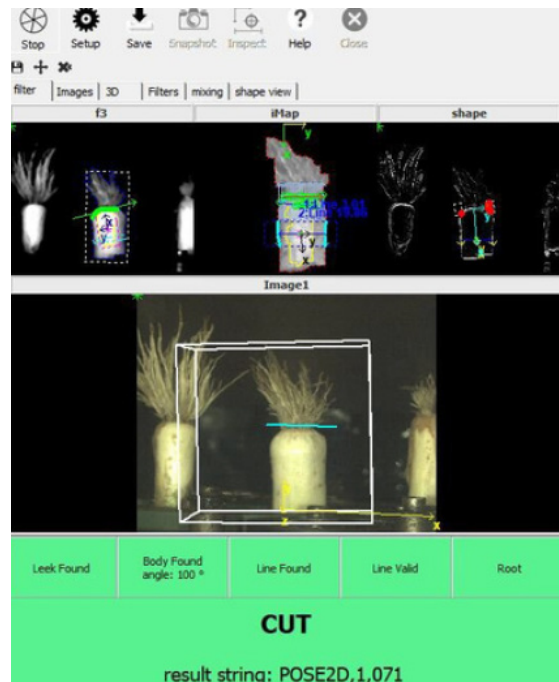 Stop Setup Save Snapshot Inspect Help Close
filter Images 3D Filters mixing shape view
f3 iMap shape
y
y
x
Image1
x
z
Leek Found
Body Found
angle: 100 °
Line Found
Line Valid
Root
CUT
result string: POSE2D,1,071